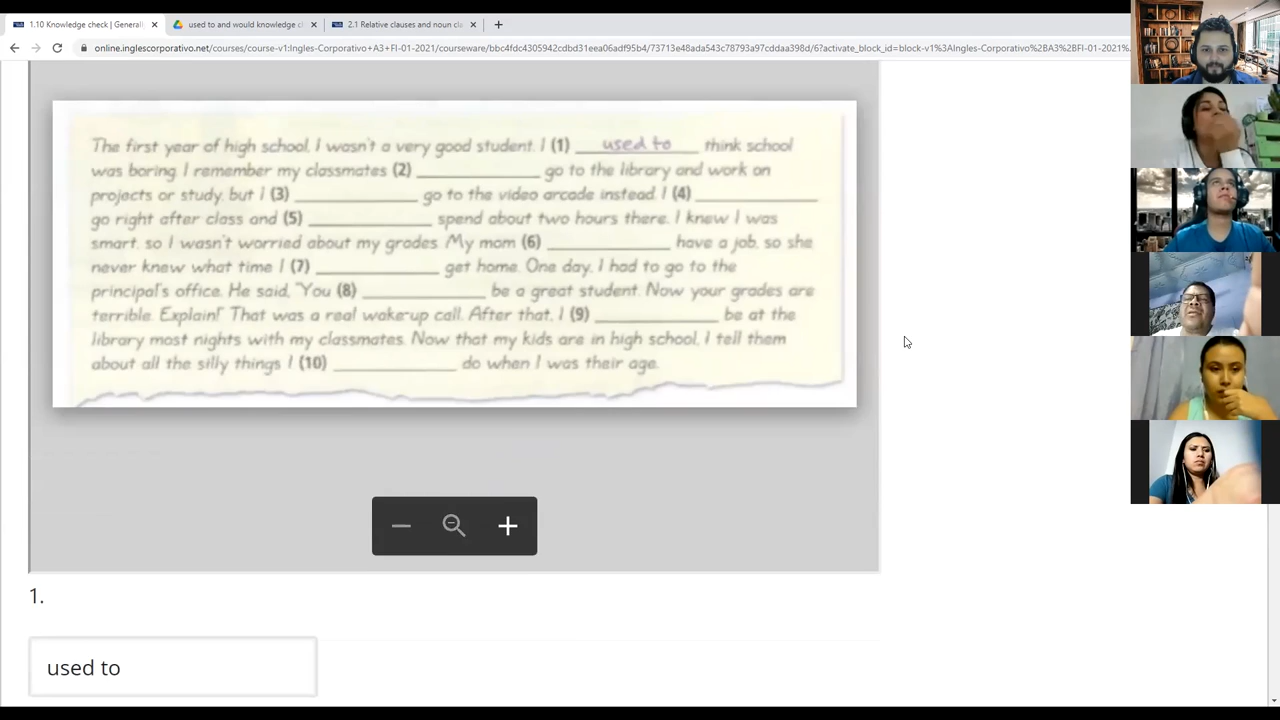 1.10 Knowledge check | Generall
used to and would knowledge c
2.1 Relative clauses and noun cla
online.inglescorporativo.net/courses/course-v1:Ingles-Corporativo+A3+FI-01-2021/courseware/bbc4fdc4305942cdbd31eea06adf95b4/73713e48ada543c78793a97cddaa398d/6?activate_block_id=block-v1%3AIngles-Corporativo%2BA3%2BFI-01-2021%
The first year of high school, I wasn't a very good student. I (1) used to think school
was boring. I remember my classmates (2) ____________ go to the library and work on
projects or study, but I (3) ____________ go to the video arcade instead. I (4) ____________
go right after class and (5) ____________ spend about two hours there. I knew I was
smart, so I wasn't worried about my grades. My mom (6) ____________ have a job, so she
never knew what time I (7) ____________ get home. One day, I had to go to the
principal's office. He said, "You (8) ____________ be a great student. Now your grades are
terrible. Explain!" That was a real wake-up call. After that, I (9) ____________ be at the
library most nights with my classmates. Now that my kids are in high school, I tell them
about all the silly things I (10) ____________ do when I was their age.
1.
used to